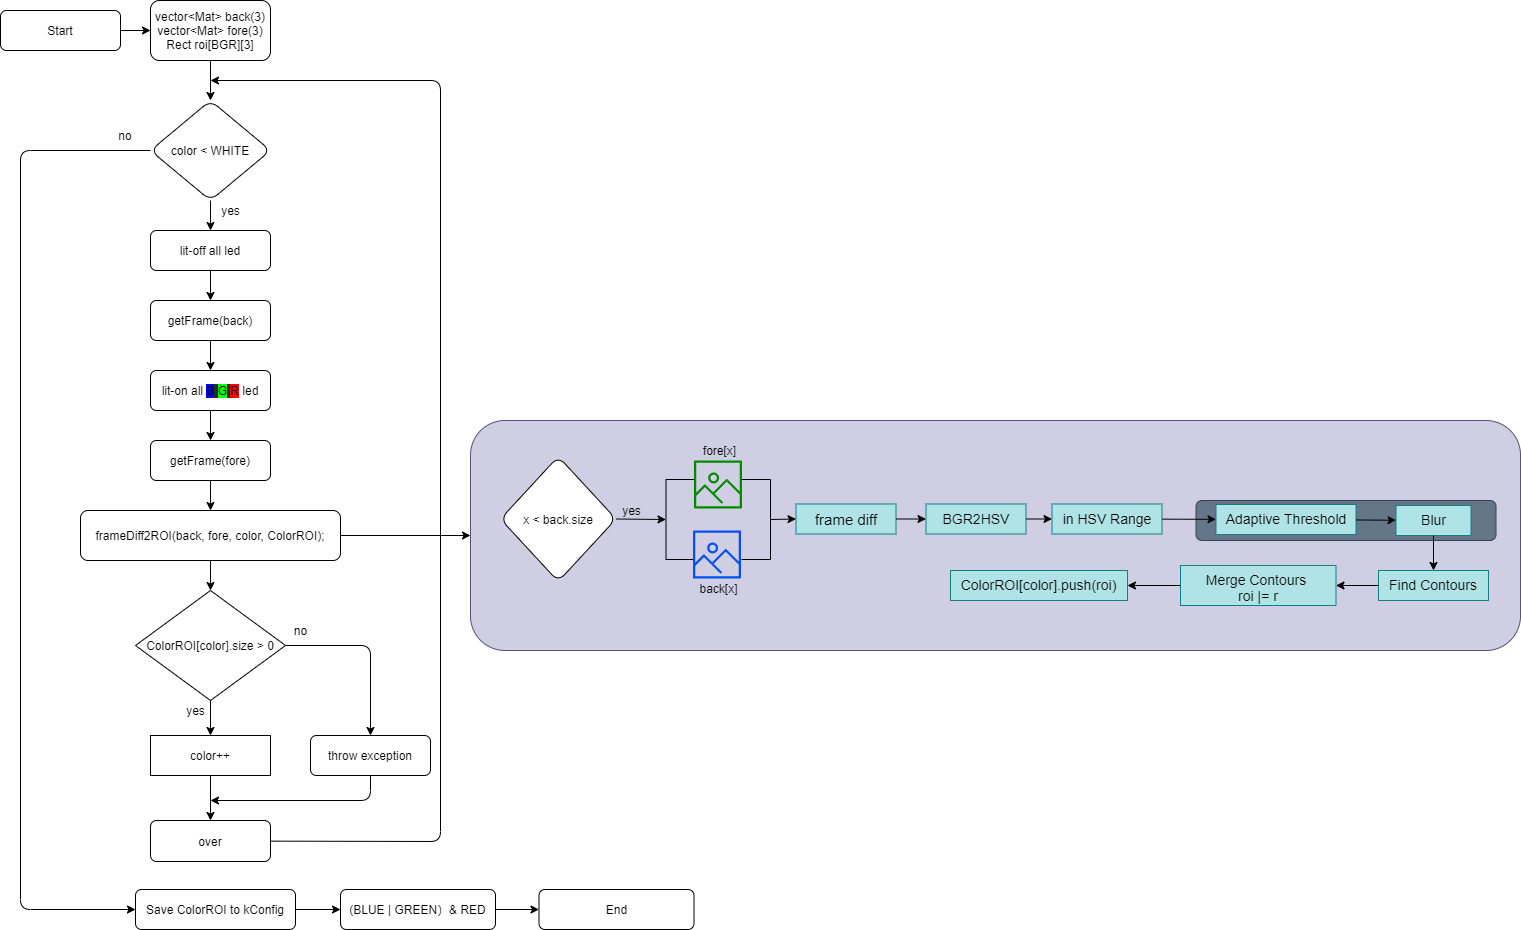 Start
vector<Mat> back(3)
vector<Mat> fore(3)
Rect roi[BGR][3]
no
color < WHITE
yes
lit-off all led
getFrame(back)
lit-on all B|G|R led
getFrame(fore)
frameDiff2ROI(back, fore, color, ColorROI);
ColorROI[color].size > 0
no
yes
color++
throw exception
over
Save ColorROI to kConfig
(BLUE | GREEN) & RED
End
x < back.size
yes
fore[x]
back[x]
frame diff
BGR2HSV
in HSV Range
Adaptive Threshold
Blur
Find Contours
Merge Contours
roi |= r
ColorROI[color].push(roi)